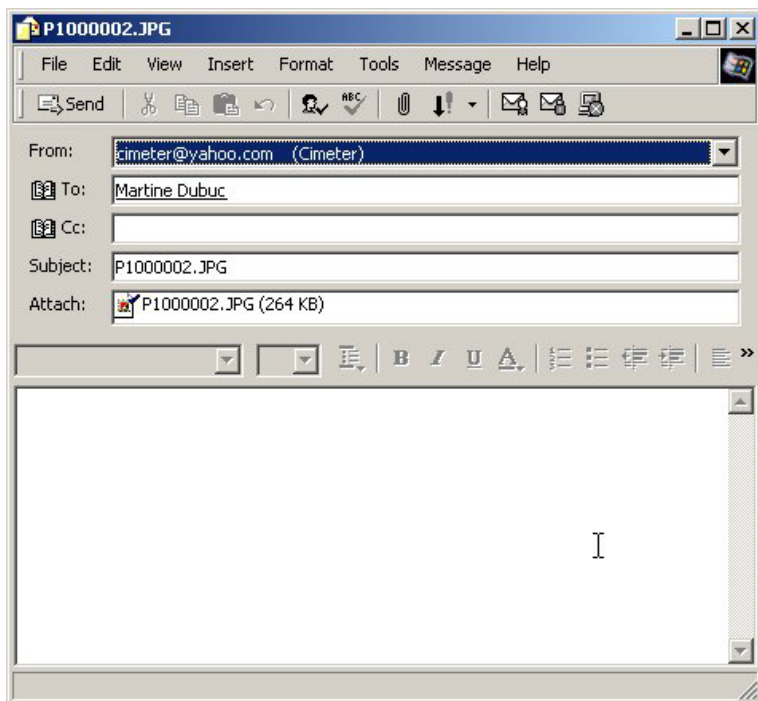 P1000002.JPG
File Edit View Insert Format Tools Message Help
Send ABC
From: cimeter@yahoo.com (Cimeter)
To: Martine Dubuc
Cc:
Subject: P1000002.JPG
Attach: P1000002.JPG (264 KB)
B I U A